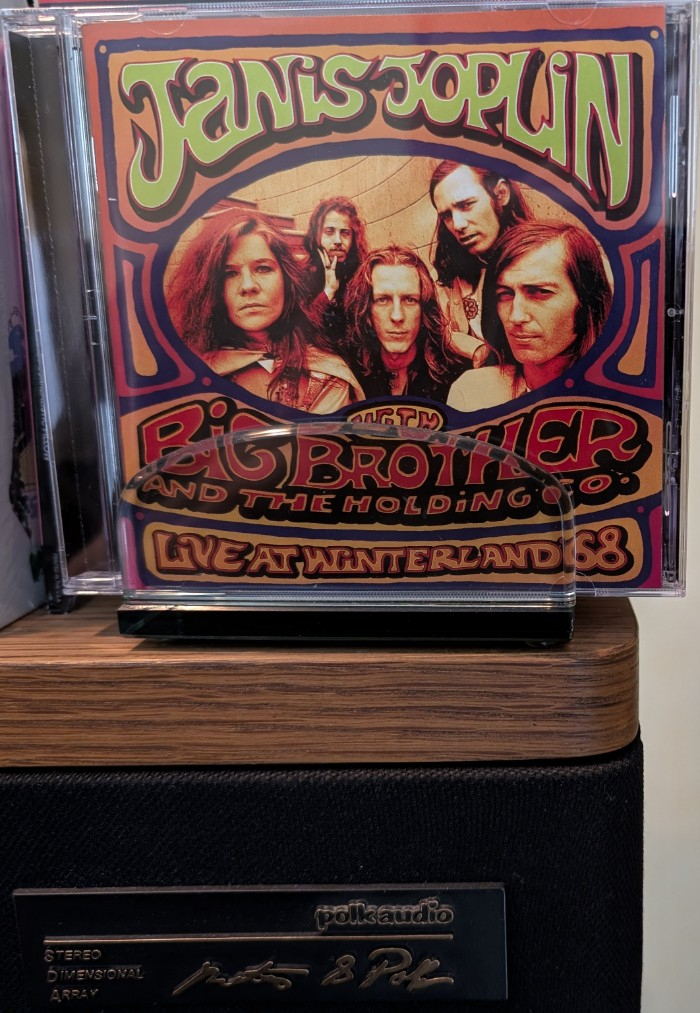 JANiS JOPLiN
WITH
BiG BROTHER
AND THE HOLDiNG CO.
LiVE AT WiNTERLAND '68
polkaudio
STEREO
DIMENSIONAL
ARRAY